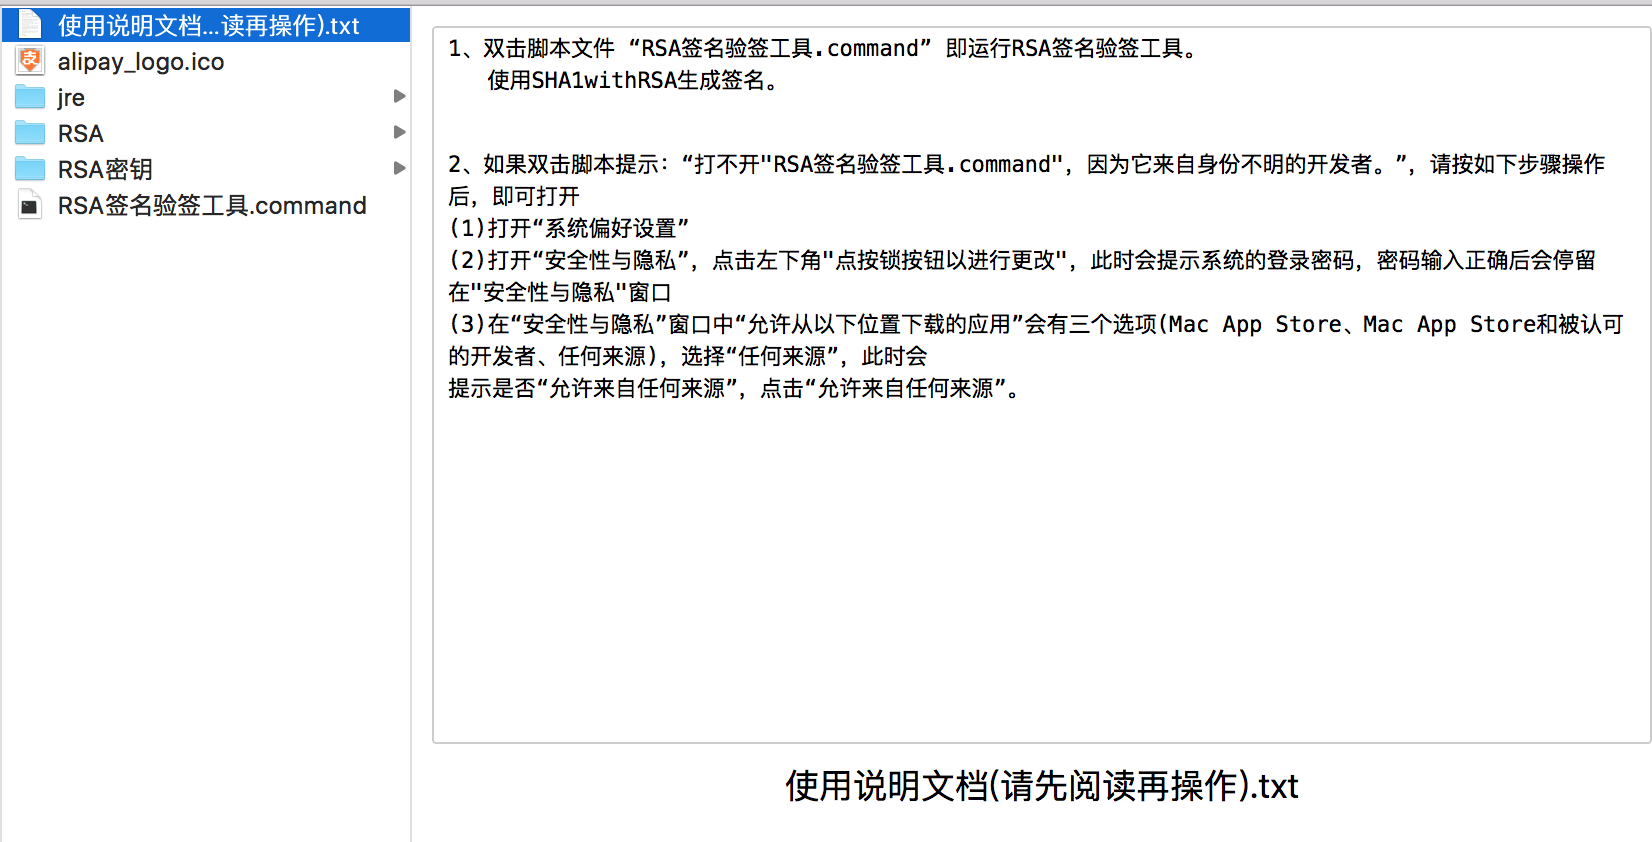 使用说明文档...读再操作).txt
alipay_logo.ico
jre
RSA
RSA密钥
RSA签名验签工具.command
1、双击脚本文件 “RSA签名验签工具.command” 即运行RSA签名验签工具。
使用SHA1withRSA生成签名。
2、如果双击脚本提示：“打不开"RSA签名验签工具.command"，因为它来自身份不明的开发者。”，请按如下步骤操作
后，即可打开
(1)打开“系统偏好设置”
(2)打开“安全性与隐私”，点击左下角"点按锁按钮以进行更改"，此时会提示系统的登录密码，密码输入正确后会停留
在"安全性与隐私"窗口
(3)在“安全性与隐私”窗口中“允许从以下位置下载的应用”会有三个选项(Mac App Store、Mac App Store和被认可
的开发者、任何来源)，选择“任何来源”，此时会
提示是否“允许来自任何来源”，点击“允许来自任何来源”。
使用说明文档(请先阅读再操作).txt